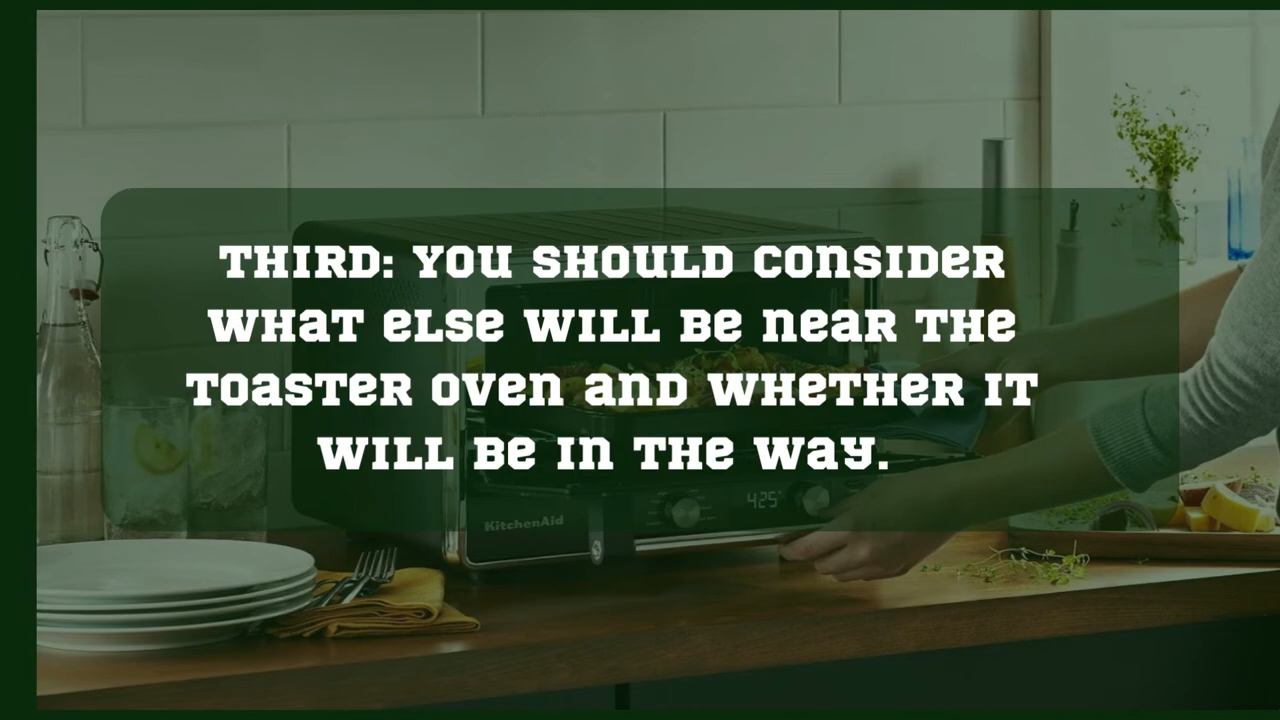 THIRD: YOU SHOULD CONSIDER
WHAT ELSE WILL BE NEAR THE
TOASTER OVEN AND WHETHER IT
WILL BE IN THE WAY.
425°
KitchenAid